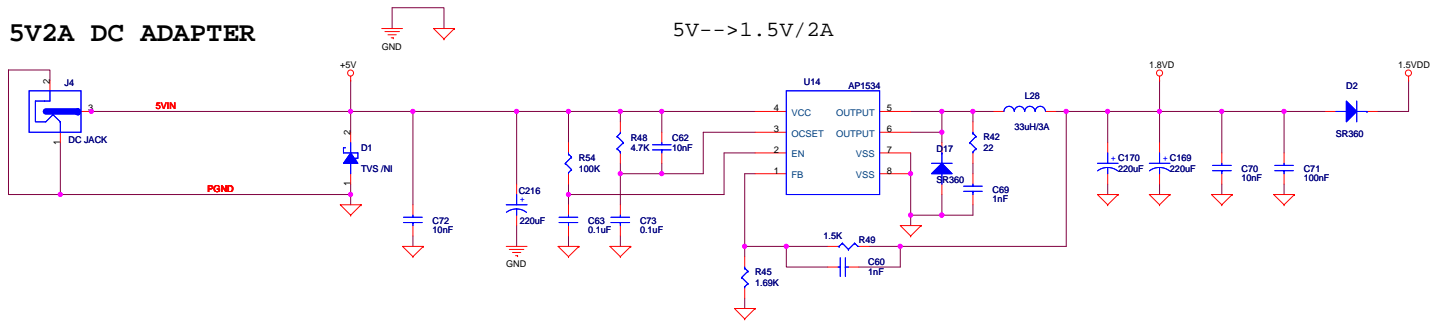 5V2A DC ADAPTER
GND
5V-->1.5V/2A
+5V
J4
2
3
1
DC JACK
5VIN
PGND
2
D1
TVS /NI
1
C72
10nF
C216
+
220uF
GND
R54
100K
C63
0.1uF
R48
4.7K
C62
10nF
C73
0.1uF
U14
AP1534
4 VCC OUTPUT 5
3 OCSET OUTPUT 6
2 EN VSS 7
1 FB VSS 8
D17
SR360
R42
22
C69
1nF
L28
33uH/3A
1.5K R49
C60
1nF
R45
1.69K
1.8VD
+ C170
220uF
+ C169
220uF
C70
10nF
C71
100nF
D2
SR360
1.5VDD